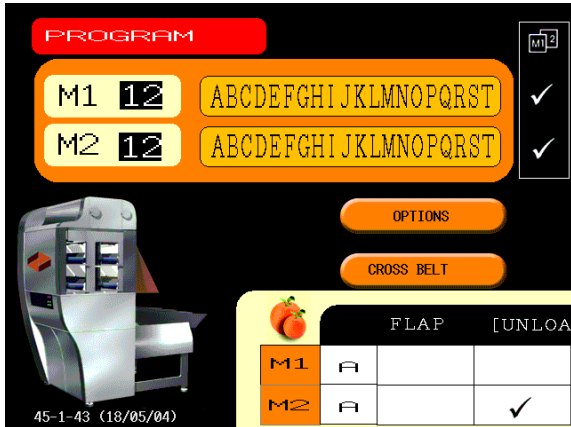 PROGRAM
M1 2
M1 12 ABCDEFGHIJKLMNOPQRST
M2 12 ABCDEFGHIJKLMNOPQRST
OPTIONS
CROSS BELT
FLAP [UNLOA
M1 A
M2 A
45-1-43 (18/05/04)